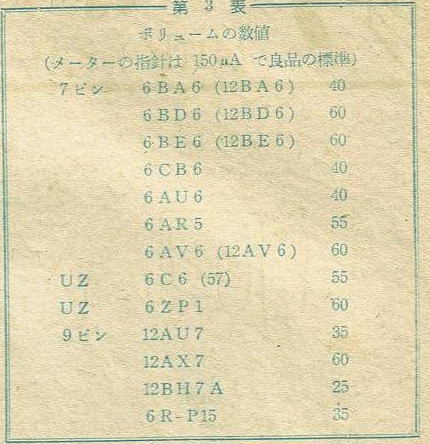 第 3 表
ボリュームの数値
(メーターの指針は 150μA で良品の標準)
7ピン 6BA6 (12BA6) 40
6BD6 (12BD6) 60
6BE6 (12BE6) 60
6CB6 40
6AU6 40
6AR5 55
6AV6 (12AV6) 60
UZ 6C6 (57) 55
UZ 6ZP1 60
9ピン 12AU7 35
12AX7 60
12BH7A 25
6R-P15 35